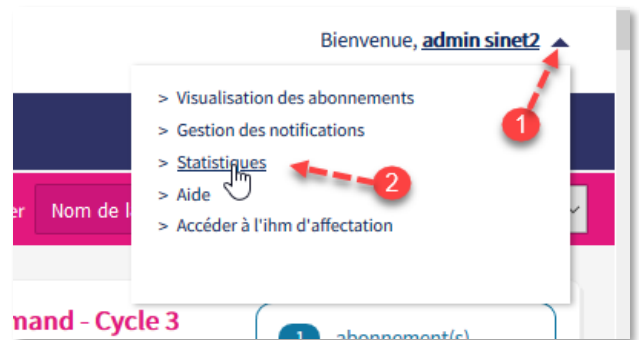 Bienvenue, admin sinet2
1
> Visualisation des abonnements
> Gestion des notifications
> Statistiques
2
> Aide
> Accéder à l'ihm d'affectation
er
Nom de l
mand - Cycle 3
1 abonnement(s)